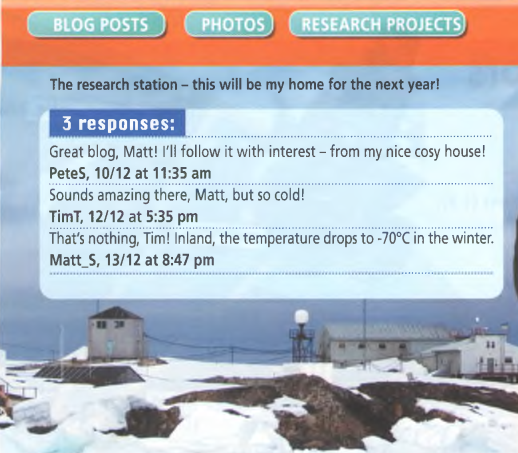 BLOG POSTS PHOTOS RESEARCH PROJECTS
The research station – this will be my home for the next year!
3 responses:
Great blog, Matt! I'll follow it with interest – from my nice cosy house!
PeteS, 10/12 at 11:35 am
Sounds amazing there, Matt, but so cold!
TimT, 12/12 at 5:35 pm
That's nothing, Tim! Inland, the temperature drops to -70°C in the winter.
Matt_S, 13/12 at 8:47 pm